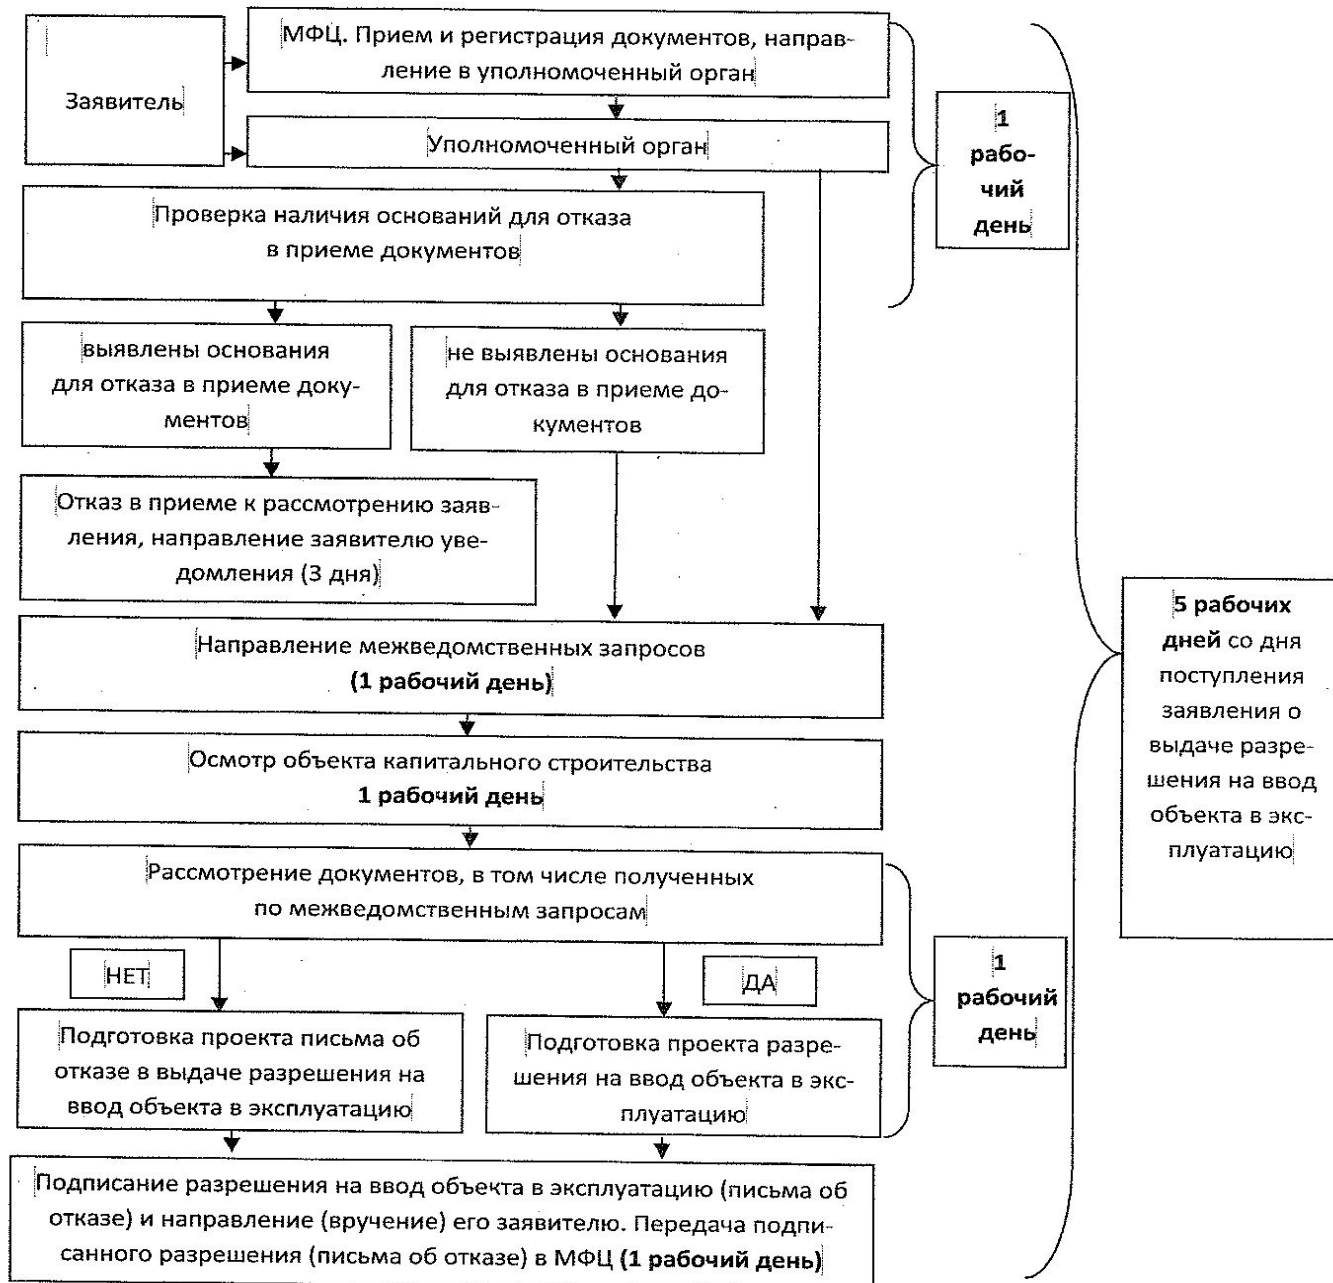 Заявитель
МФЦ. Прием и регистрация документов, направ-
ление в уполномоченный орган
Уполномоченный орган
1
рабо-
чий
день
Проверка наличия оснований для отказа
в приеме документов
выявлены основания
для отказа в приеме доку-
ментов
не выявлены основания
для отказа в приеме до-
кументов
Отказ в приеме к рассмотрению заяв-
ления, направление заявителю уве-
домления (3 дня)
Направление межведомственных запросов
(1 рабочий день)
Осмотр объекта капитального строительства
1 рабочий день
5 рабочих
дней со дня
поступления
заявления о
выдаче разре-
шения на ввод
объекта в экс-
плуатацию
Рассмотрение документов, в том числе полученных
по межведомственным запросам
НЕТ
ДА
1
рабочий
день
Подготовка проекта письма об
отказе в выдаче разрешения на
ввод объекта в эксплуатацию
Подготовка проекта разре-
шения на ввод объекта в экс-
плуатацию
Подписание разрешения на ввод объекта в эксплуатацию (письма об
отказе) и направление (вручение) его заявителю. Передача подпи-
санного разрешения (письма об отказе) в МФЦ (1 рабочий день)